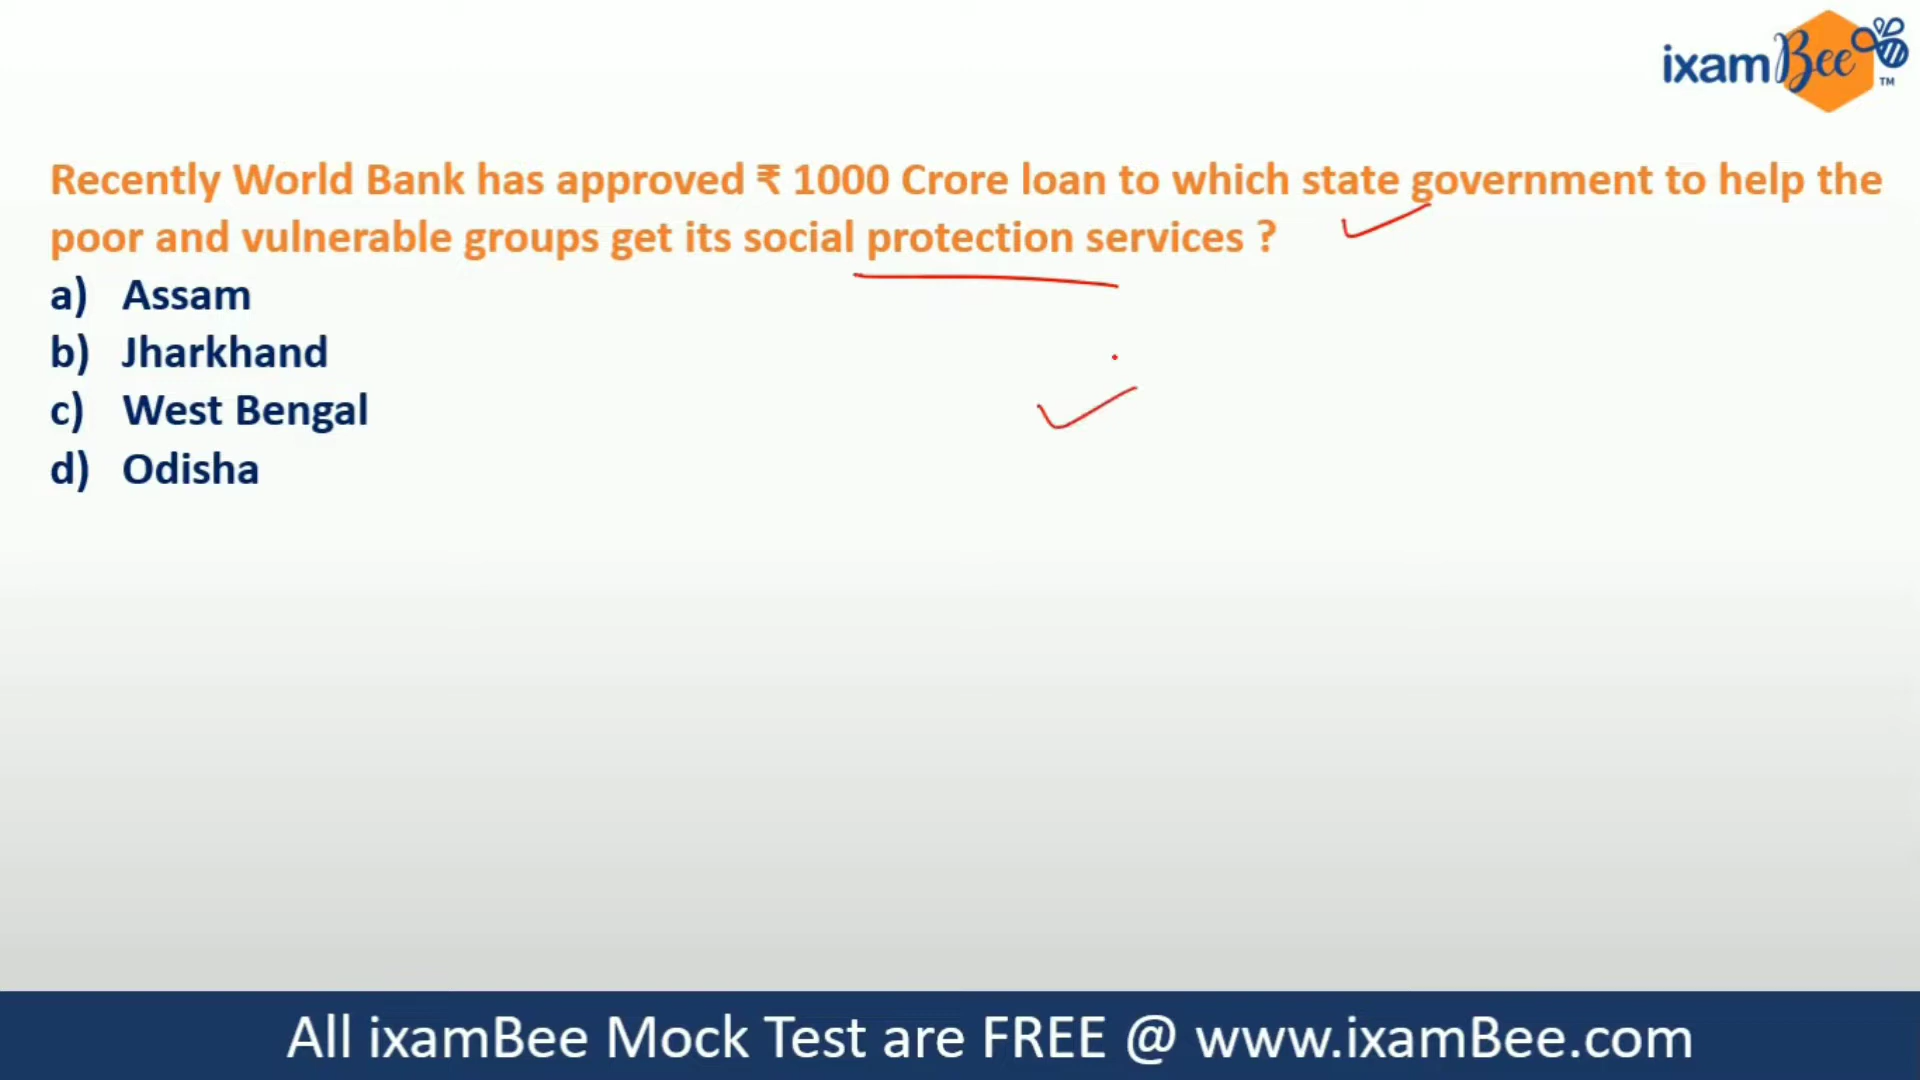 ixamBee TM
Recently World Bank has approved ₹ 1000 Crore loan to which state government to help the
poor and vulnerable groups get its social protection services ?
a) Assam
b) Jharkhand
c) West Bengal
d) Odisha
All ixamBee Mock Test are FREE @ www.ixamBee.com